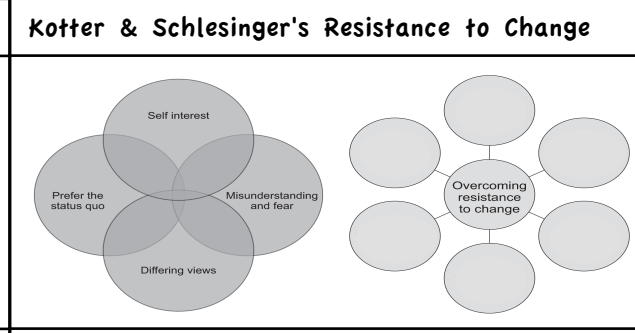 Kotter & Schlesinger's Resistance to Change
Self interest
Prefer the
status quo
Misunderstanding
and fear
Differing views
Overcoming
resistance
to change